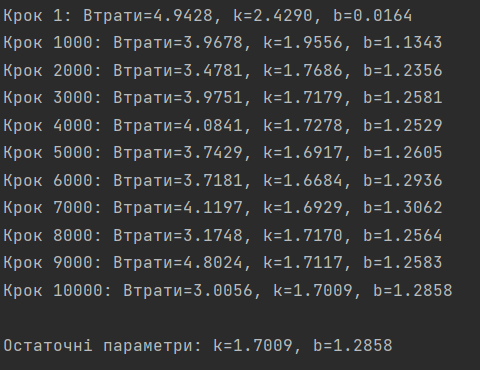 Крок 1: Втрати=4.9428, k=2.4290, b=0.0164
Крок 1000: Втрати=3.9678, k=1.9556, b=1.1343
Крок 2000: Втрати=3.4781, k=1.7686, b=1.2356
Крок 3000: Втрати=3.9751, k=1.7179, b=1.2581
Крок 4000: Втрати=4.0841, k=1.7278, b=1.2529
Крок 5000: Втрати=3.7429, k=1.6917, b=1.2605
Крок 6000: Втрати=3.7181, k=1.6684, b=1.2936
Крок 7000: Втрати=4.1197, k=1.6929, b=1.3062
Крок 8000: Втрати=3.1748, k=1.7170, b=1.2564
Крок 9000: Втрати=4.8024, k=1.7117, b=1.2583
Крок 10000: Втрати=3.0056, k=1.7009, b=1.2858
Остаточні параметри: k=1.7009, b=1.2858